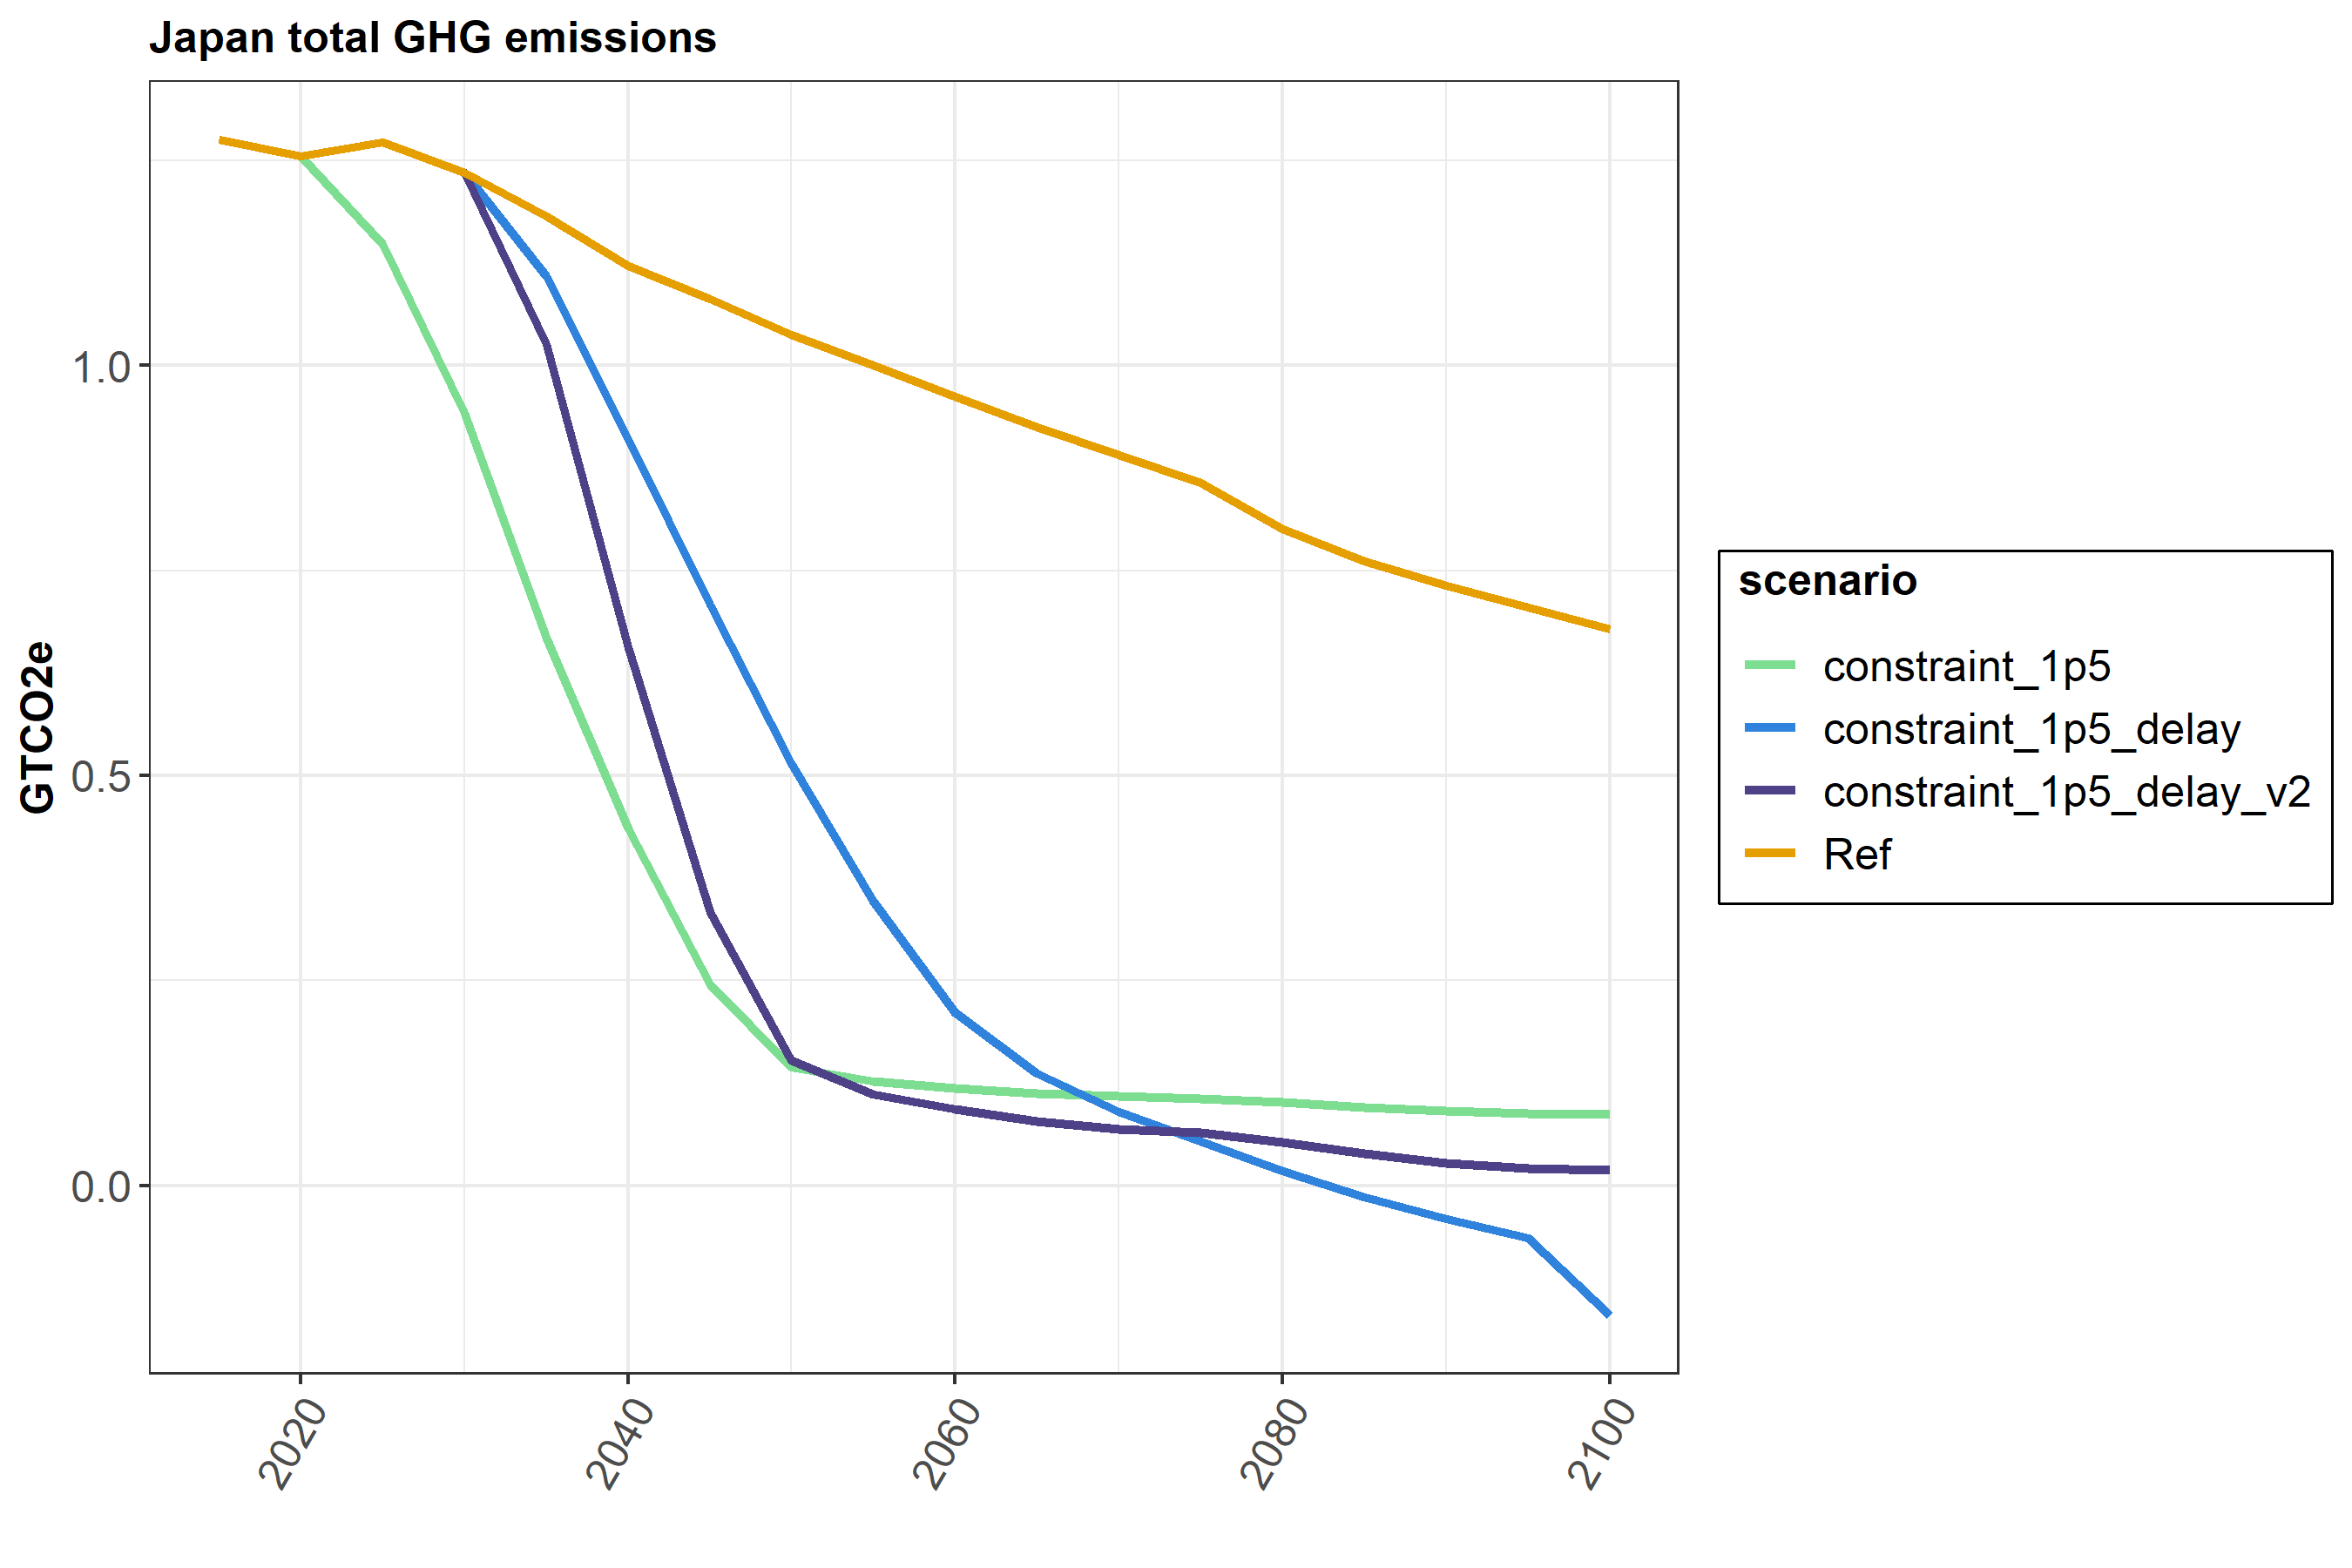 Japan total GHG emissions
GTCO2e
1.0
0.5
0.0
2020
2040
2060
2080
2100
scenario
constraint_1p5
constraint_1p5_delay
constraint_1p5_delay_v2
Ref